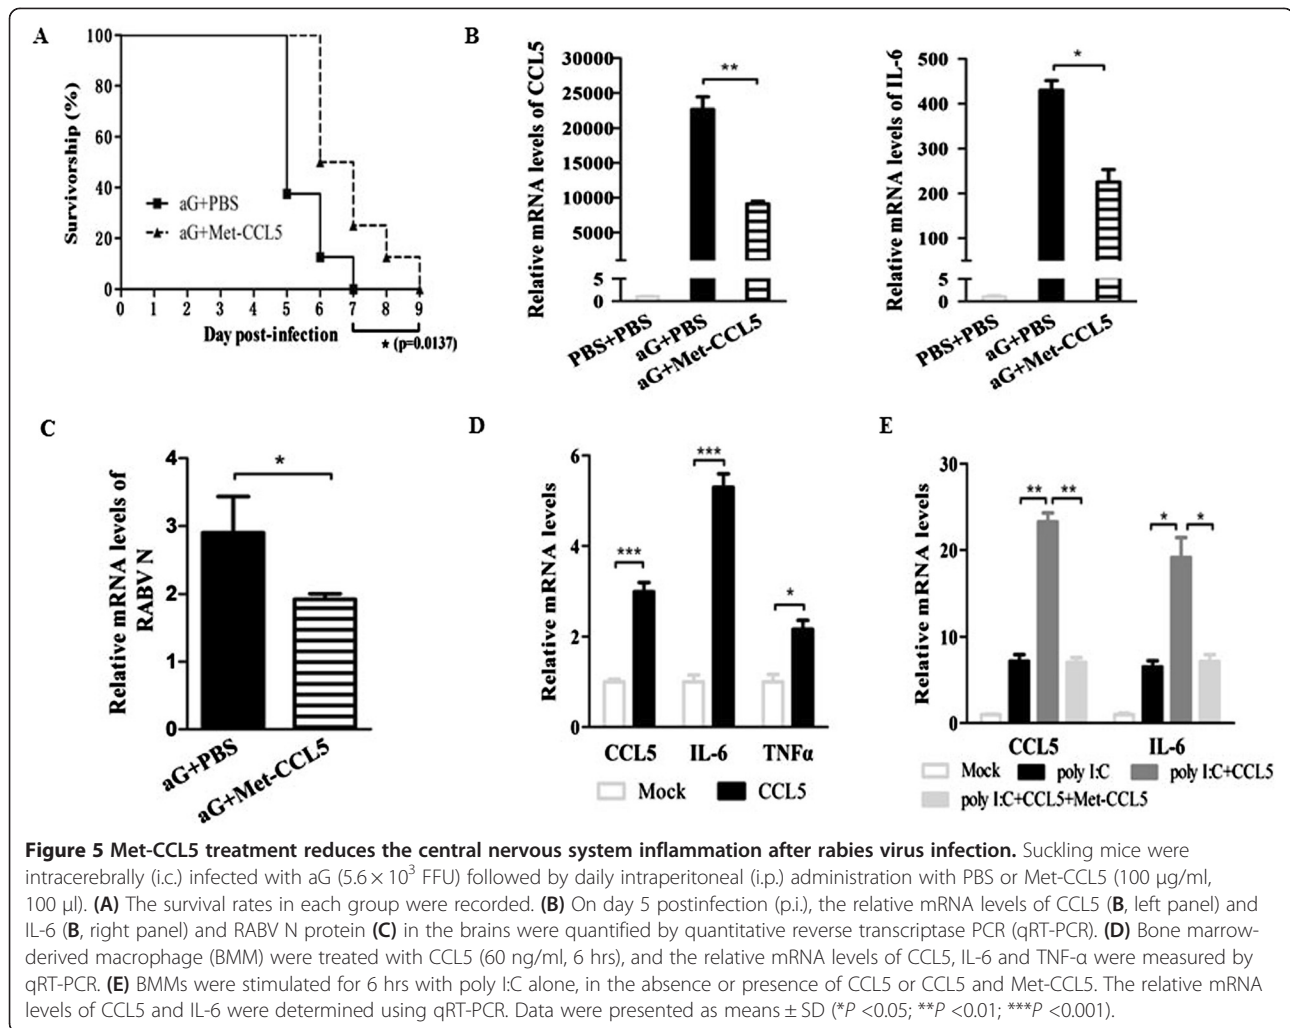 A
Survivorship (%)
100
80
60
40
20
0
aG+PBS
aG+Met-CCL5
0 1 2 3 4 5 6 7 8 9
Day post-infection
* (p=0.0137)
B
Relative mRNA levels of CCL5
30000
25000
20000
15000
10000
5000
5
0
**
PBS+PBS
aG+PBS
aG+Met-CCL5
Relative mRNA levels of IL-6
500
400
300
200
100
5
0
*
PBS+PBS
aG+PBS
aG+Met-CCL5
C
Relative mRNA levels of
RABV N
4
3
2
1
0
*
aG+PBS
aG+Met-CCL5
D
Relative mRNA levels
6
4
2
0
***
***
*
CCL5 IL-6 TNFα
Mock CCL5
E
Relative mRNA levels
30
20
10
0
** **
* *
CCL5 IL-6
Mock poly I:C poly I:C+CCL5
poly I:C+CCL5+Met-CCL5
Figure 5 Met-CCL5 treatment reduces the central nervous system inflammation after rabies virus infection. Suckling mice were
intracerebrally (i.c.) infected with aG (5.6 × 10³ FFU) followed by daily intraperitoneal (i.p.) administration with PBS or Met-CCL5 (100 μg/ml,
100 μl). (A) The survival rates in each group were recorded. (B) On day 5 postinfection (p.i.), the relative mRNA levels of CCL5 (B, left panel) and
IL-6 (B, right panel) and RABV N protein (C) in the brains were quantified by quantitative reverse transcriptase PCR (qRT-PCR). (D) Bone marrow-
derived macrophage (BMM) were treated with CCL5 (60 ng/ml, 6 hrs), and the relative mRNA levels of CCL5, IL-6 and TNF-α were measured by
qRT-PCR. (E) BMMs were stimulated for 6 hrs with poly I:C alone, in the absence or presence of CCL5 or CCL5 and Met-CCL5. The relative mRNA
levels of CCL5 and IL-6 were determined using qRT-PCR. Data were presented as means ± SD (*P <0.05; **P <0.01; ***P <0.001).